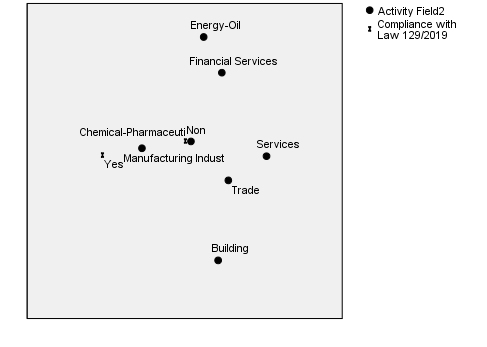 Activity Field2
Compliance with
Law 129/2019
Energy-Oil
Financial Services
Chemical-Pharmaceuti
Non
Services
Yes
Manufacturing Indust
Trade
Building